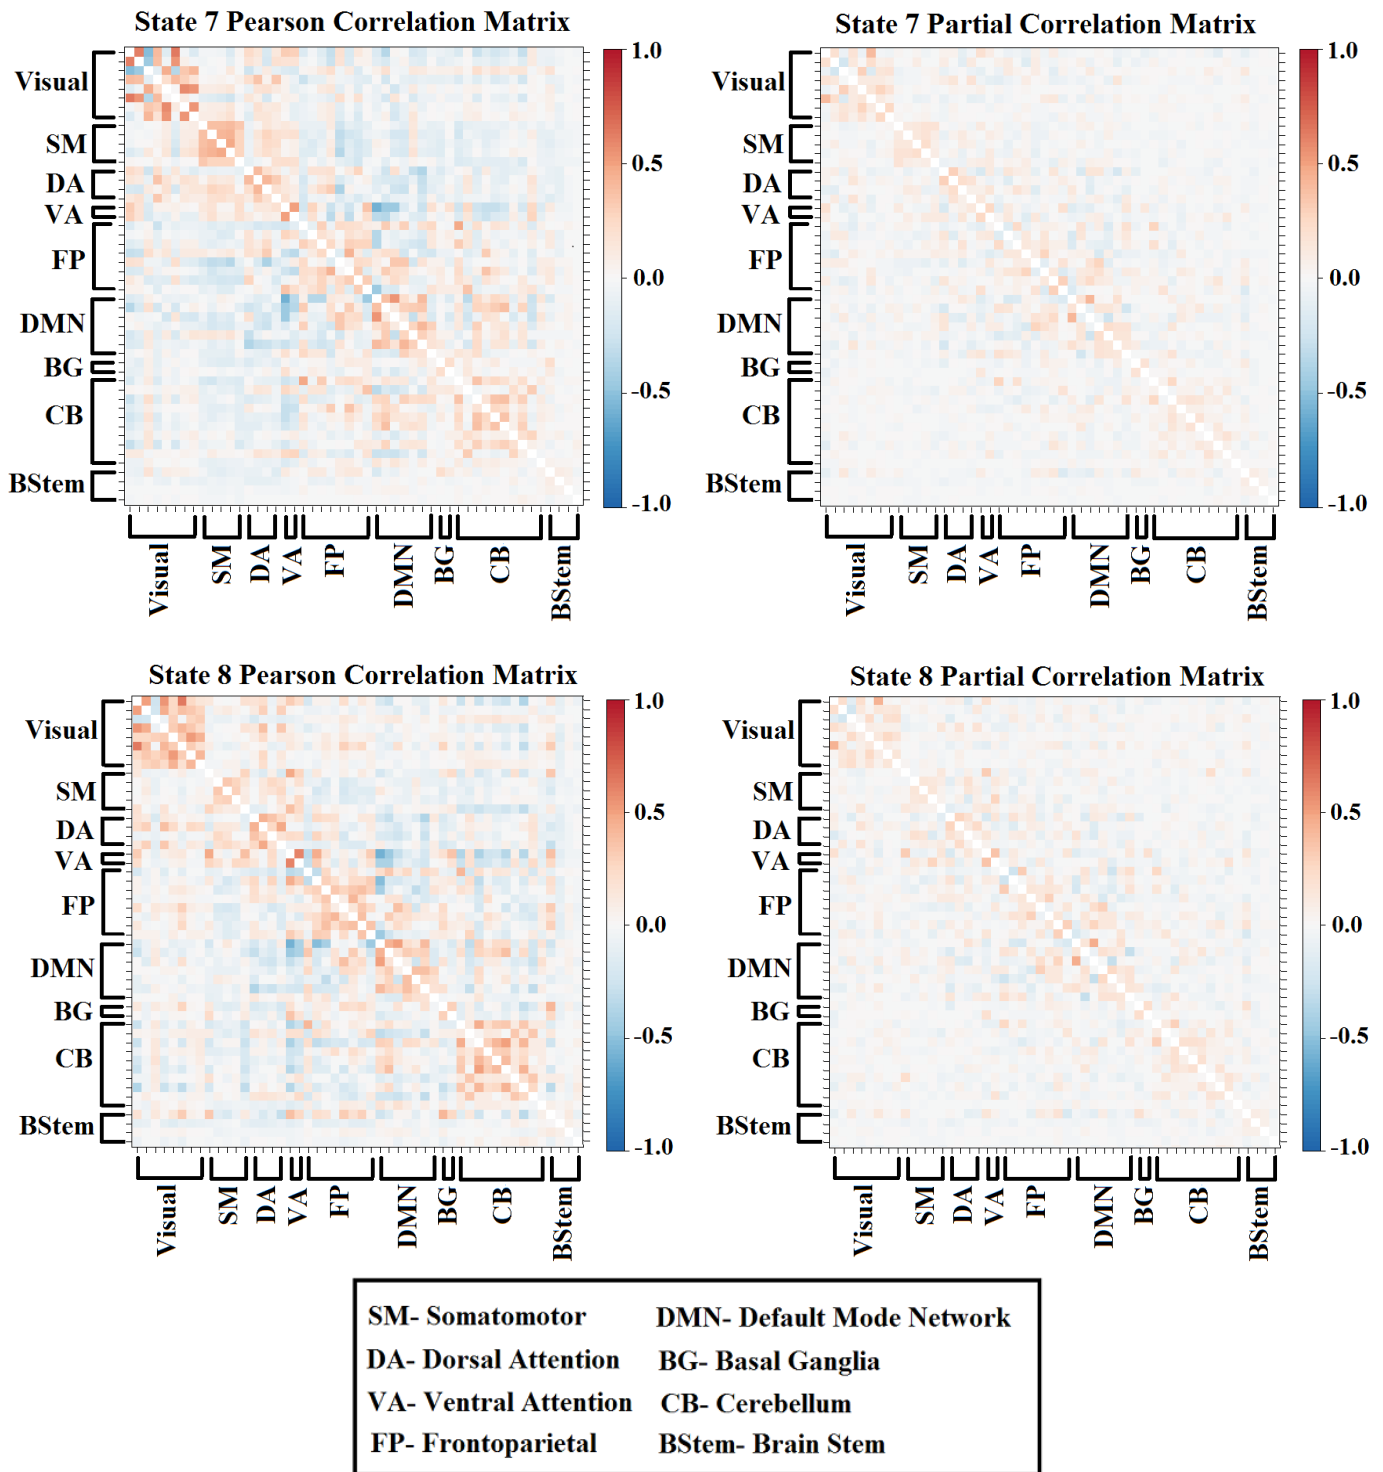 State 7 Pearson Correlation Matrix
State 7 Partial Correlation Matrix
Visual
SM
DA
VA
FP
DMN
BG
CB
BStem
1.0
0.5
0.0
-0.5
-1.0
Visual
SM
DA
VA
FP
DMN
BG
CB
BStem
Visual
SM
DA
VA
FP
DMN
BG
CB
BStem
1.0
0.5
0.0
-0.5
-1.0
Visual
SM
DA
VA
FP
DMN
BG
CB
BStem
State 8 Pearson Correlation Matrix
State 8 Partial Correlation Matrix
Visual
SM
DA
VA
FP
DMN
BG
CB
BStem
1.0
0.5
0.0
-0.5
-1.0
Visual
SM
DA
VA
FP
DMN
BG
CB
BStem
Visual
SM
DA
VA
FP
DMN
BG
CB
BStem
1.0
0.5
0.0
-0.5
-1.0
Visual
SM
DA
VA
FP
DMN
BG
CB
BStem
SM- Somatomotor
DMN- Default Mode Network
DA- Dorsal Attention
BG- Basal Ganglia
VA- Ventral Attention
CB- Cerebellum
FP- Frontoparietal
BStem- Brain Stem